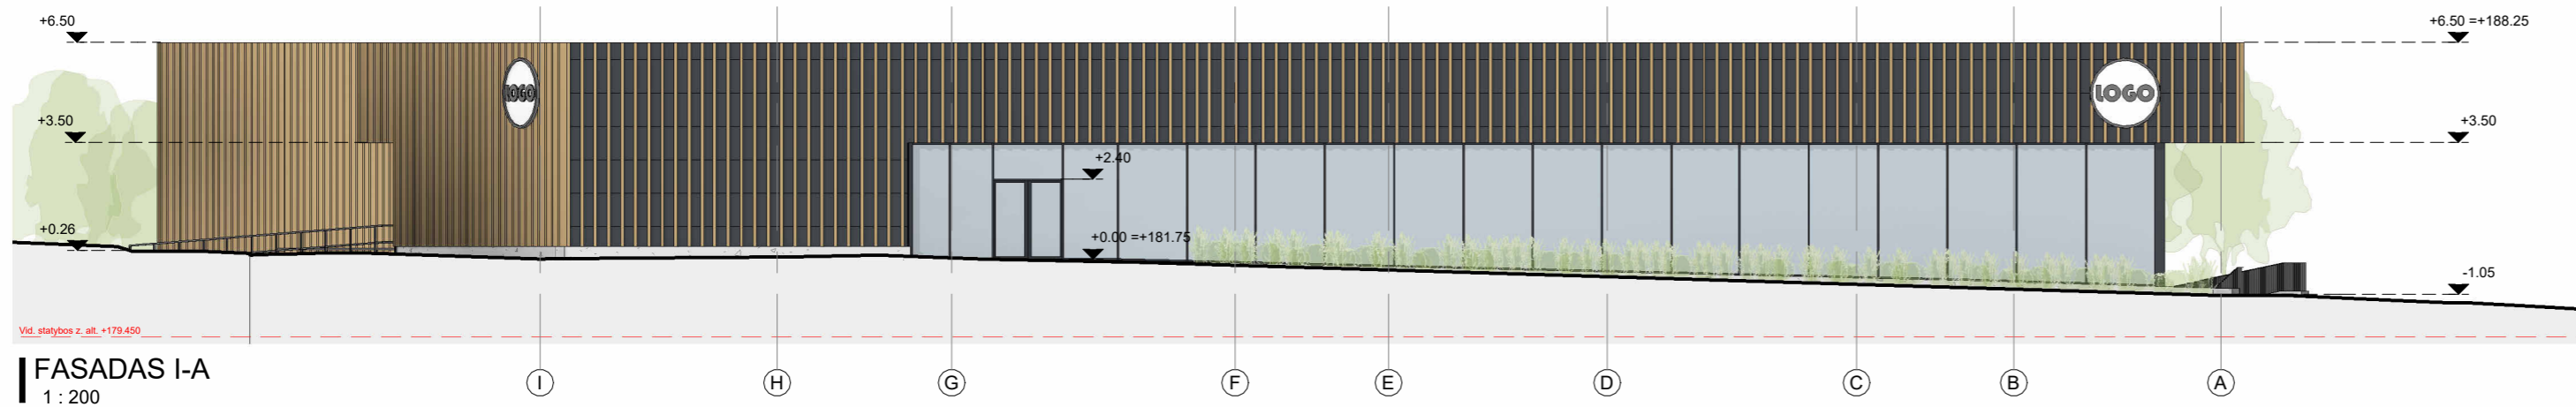 +6.50
+6.50 =+188.25
LOGO
LOGO
+3.50
+3.50
+2.40
+0.26
+0.00 =+181.75
-1.05
Vid. statybos z. alt. +179.450
FASADAS I-A
1 : 200
I
H
G
F
E
D
C
B
A